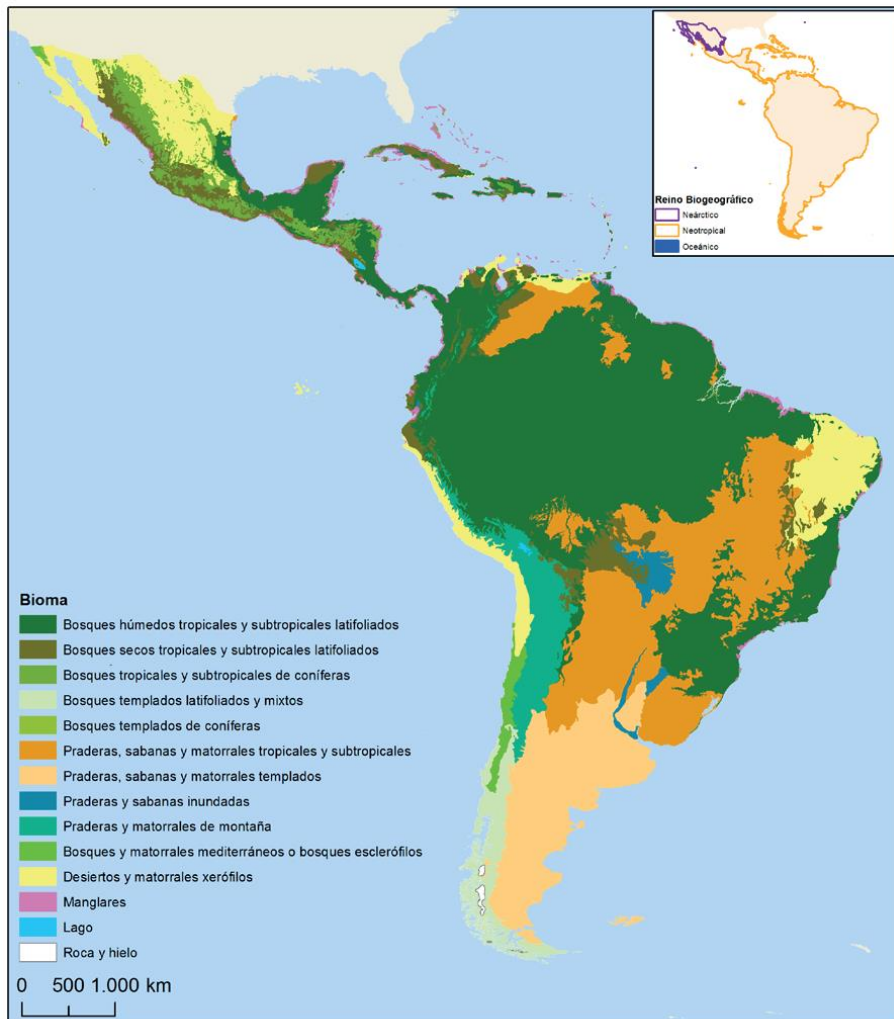 Reino Biogeográfico
Neárctico
Neotropical
Oceánico
Bioma
Bosques húmedos tropicales y subtropicales latifoliados
Bosques secos tropicales y subtropicales latifoliados
Bosques tropicales y subtropicales de coníferas
Bosques templados latifoliados y mixtos
Bosques templados de coníferas
Praderas, sabanas y matorrales tropicales y subtropicales
Praderas, sabanas y matorrales templados
Praderas y sabanas inundadas
Praderas y matorrales de montaña
Bosques y matorrales mediterráneos o bosques esclerófilos
Desiertos y matorrales xerófilos
Manglares
Lago
Roca y hielo
0 500 1.000 km